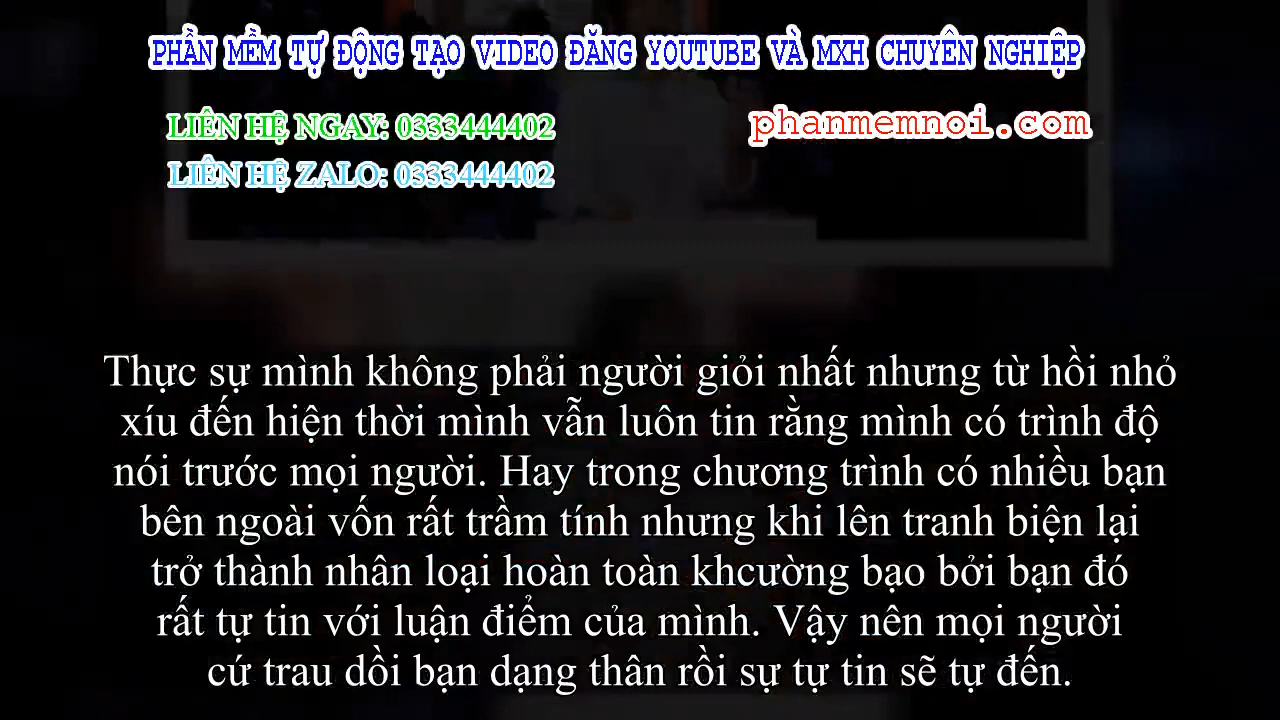 PHẦN MỀM TỰ ĐỘNG TẠO VIDEO ĐĂNG YOUTUBE VÀ MXH CHUYÊN NGHIỆP
LIÊN HỆ NGAY: 0333444402
phanmemnoi.com
LIÊN HỆ ZALO: 0333444402
Thực sự mình không phải người giỏi nhất nhưng từ hồi nhỏ
xíu đến hiện thời mình vẫn luôn tin rằng mình có trình độ
nói trước mọi người. Hay trong chương trình có nhiều bạn
bên ngoài vốn rất trầm tính nhưng khi lên tranh biện lại
trở thành nhân loại hoàn toàn khcường bạo bởi bạn đó
rất tự tin với luận điểm của mình. Vậy nên mọi người
cứ trau dồi bạn dạng thân rồi sự tự tin sẽ tự đến.